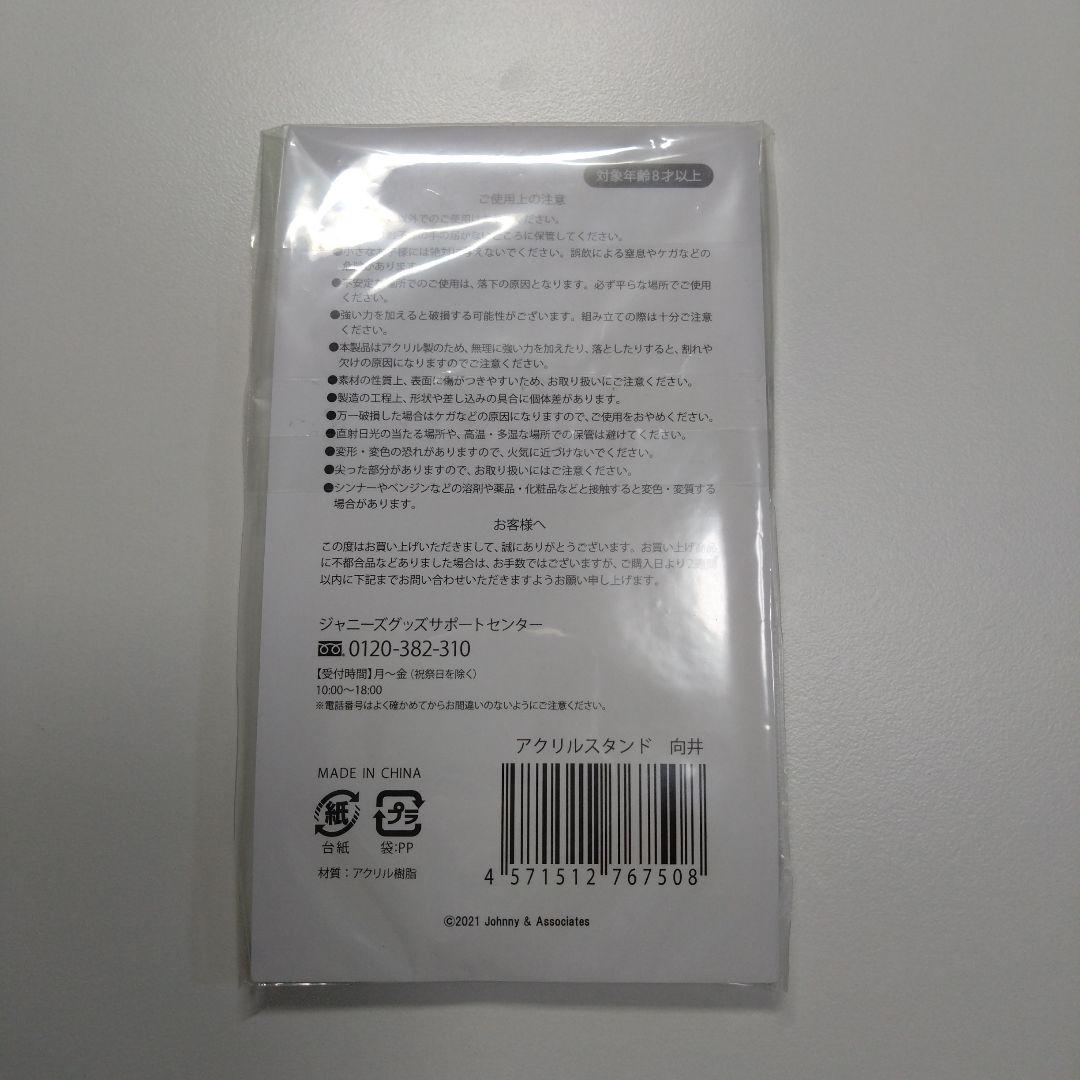 対象年齢8才以上
ご使用上の注意
外でのご使用は ください。
の手の届かないところに保管してください。
●小さなお子様には絶対に与えないでください。誤飲による窒息やケガなどの
危険があります。
●不安定な場所でのご使用は、落下の原因となります。必ず平らな場所でご使用
ください。
●強い力を加えると破損する可能性がございます。組み立ての際は十分ご注意
ください。
●本製品はアクリル製のため、無理に強い力を加えたり、落としたりすると、割れや
欠けの原因になりますのでご注意ください。
●素材の性質上、表面に傷がつきやすいため、お取り扱いにご注意ください。
●製造の工程上、形状や差し込みの具合に個体差があります。
●万一破損した場合はケガなどの原因になりますので、ご使用をおやめください。
●直射日光の当たる場所や、高温・多湿な場所での保管は避けてください。
●変形・変色の恐れがありますので、火気に近づけないでください。
●尖った部分がありますので、お取り扱いにはご注意ください。
●シンナーやベンジンなどの溶剤や薬品・化粧品などと接触すると変色・変質する
場合があります。
お客様へ
この度はお買い上げいただきまして、誠にありがとうございます。お買い上げ商品
に不都合品などありました場合は、お手数ではございますが、ご購入日より2週間
以内に下記までお問い合わせいただきますようお願い申し上げます。
ジャニーズグッズサポートセンター
0120-382-310
【受付時間】月〜金(祝祭日を除く)
10:00〜18:00
※電話番号はよく確かめてからお間違いのないようにご注意ください。
アクリルスタンド 向井
MADE IN CHINA
紙 プラ
台紙 袋:PP
材質:アクリル樹脂
4 571512 767508
©2021 Johnny & Associates